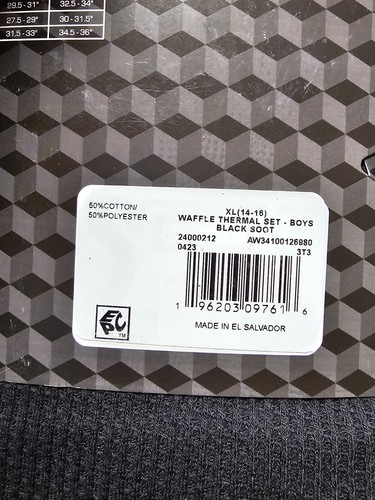 29.5 - 31" 32.5 - 34"
27.5 - 29" 30 - 31.5"
31.5 - 33" 34.5 - 36"
50%COTTON/
50%POLYESTER
XL(14-16)
WAFFLE THERMAL SET - BOYS
BLACK SOOT
24000212 AW34100126980
0423 3T3
1 96203 09761 6
EPC TM
MADE IN EL SALVADOR